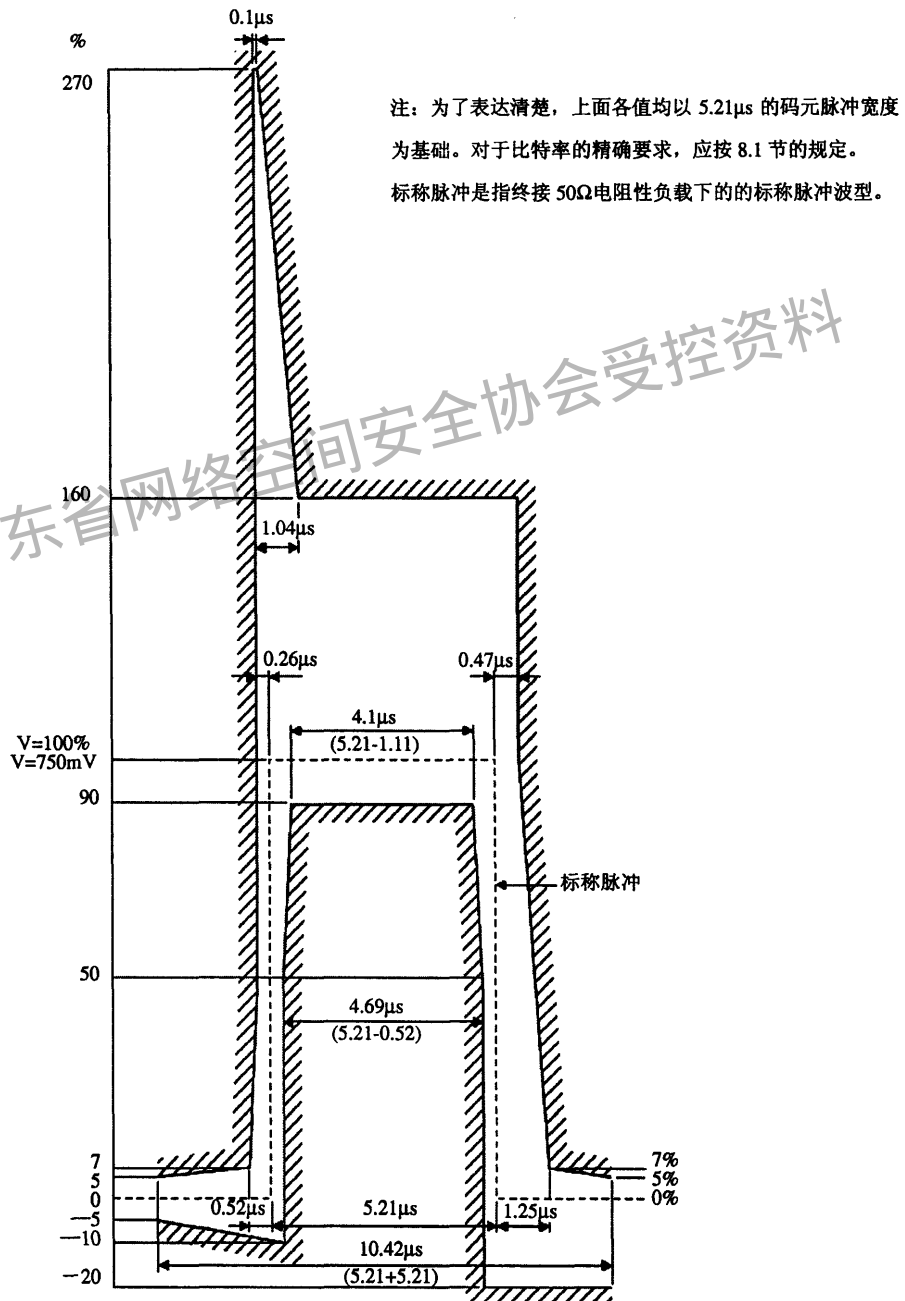 0.1μs
%
270
注：为了表达清楚，上面各值均以 5.21μs 的码元脉冲宽度
为基础。对于比特率的精确要求，应按 8.1 节的规定。
标称脉冲是指终接 50Ω电阻性负载下的的标称脉冲波型。
东省网络空间安全协会受控资料
160
1.04μs
0.26μs
0.47μs
4.1μs
(5.21-1.11)
V=100%
V=750mV
90
标称脉冲
50
4.69μs
(5.21-0.52)
7
7%
5
5%
0
0%
0.52μs
5.21μs
1.25μs
—5
—10
10.42μs
(5.21+5.21)
—20